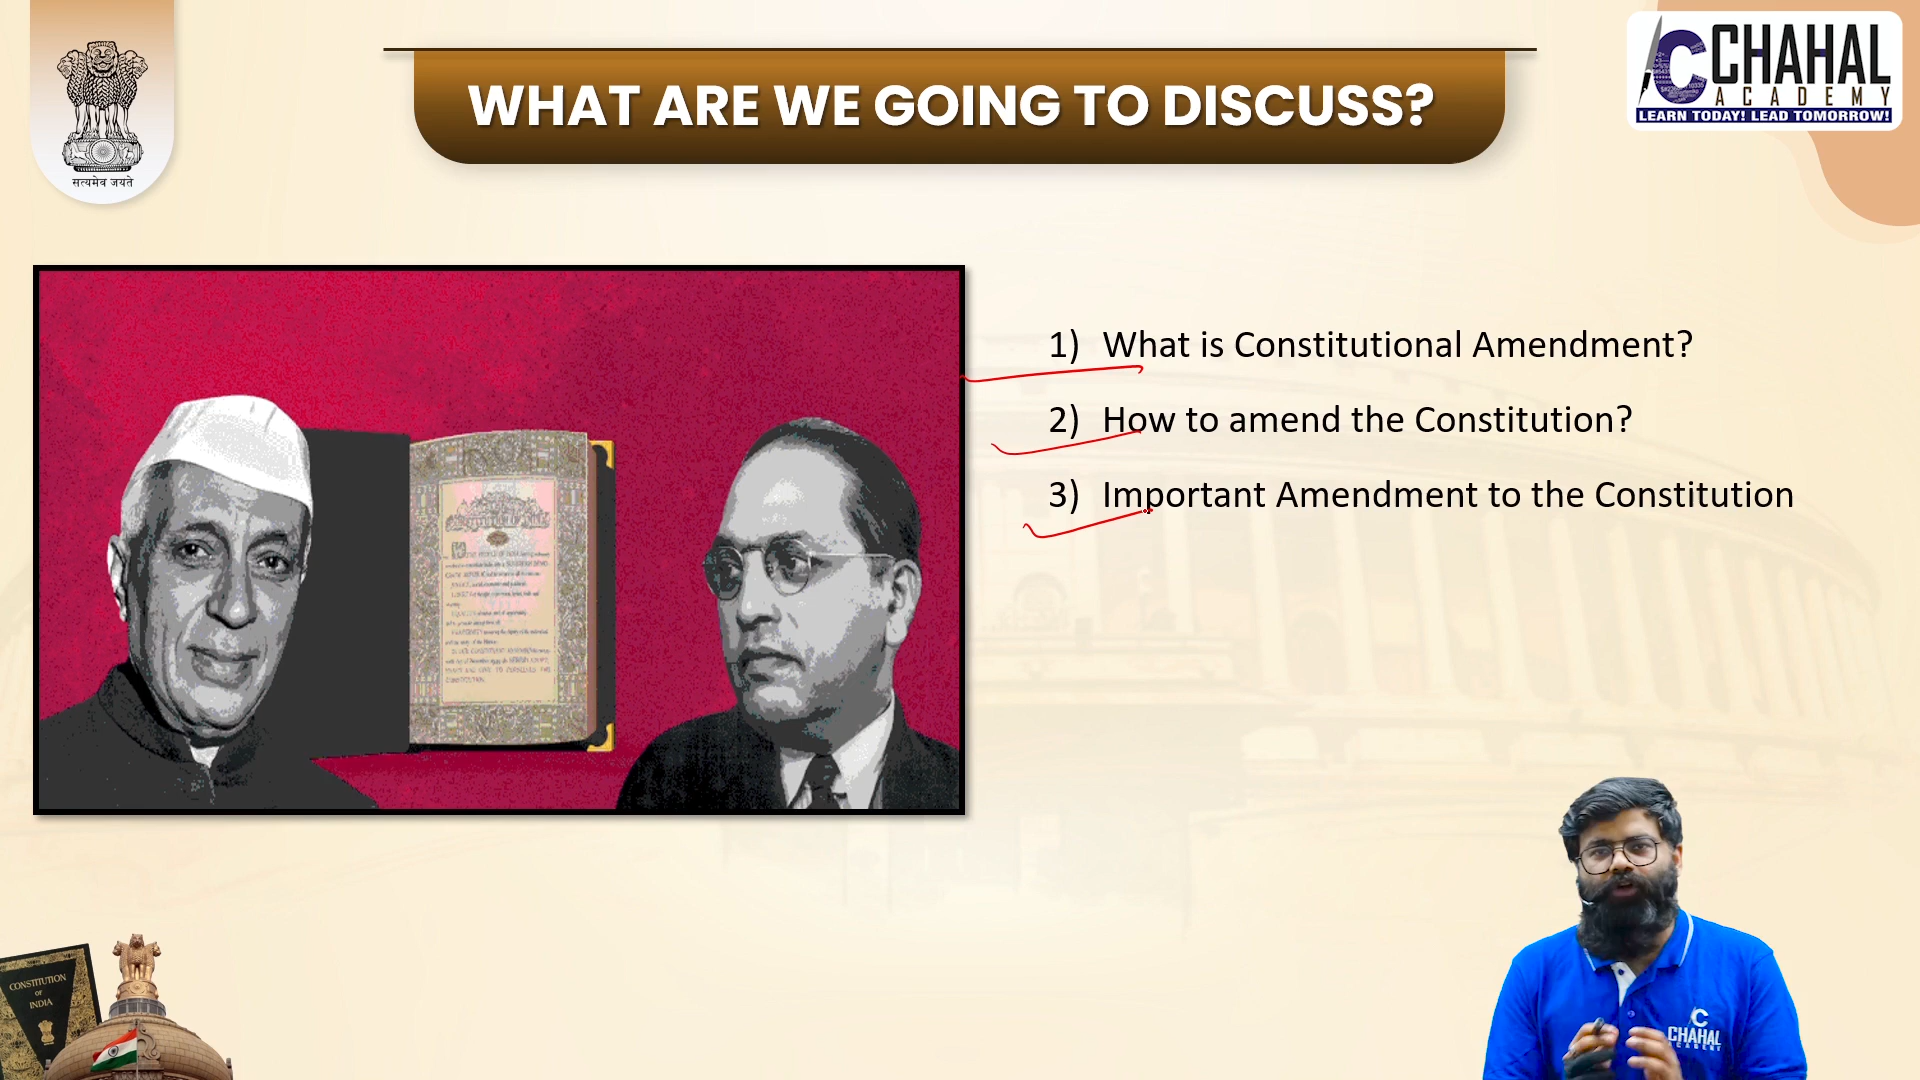 सत्यमेव जयते
WHAT ARE WE GOING TO DISCUSS?
CHAHAL
ACADEMY
LEARN TODAY! LEAD TOMORROW!
1) What is Constitutional Amendment?
2) How to amend the Constitution?
3) Important Amendment to the Constitution
CONSTITUTION
OF
INDIA
CHAHAL
ACADEMY